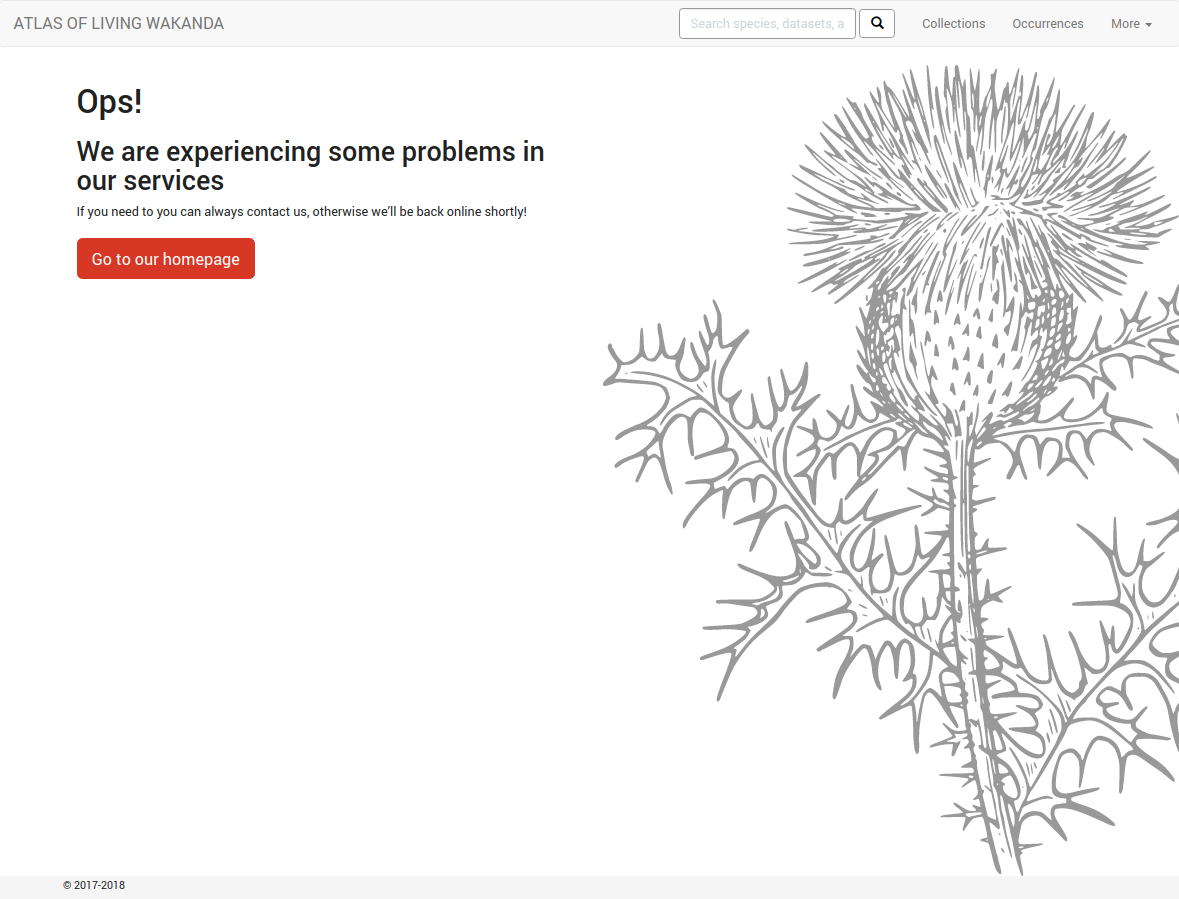 ATLAS OF LIVING WAKANDA
Search species, datasets, a
Collections
Occurrences
More
Ops!
We are experiencing some problems in
our services
If you need to you can always contact us, otherwise we'll be back online shortly!
Go to our homepage
© 2017-2018